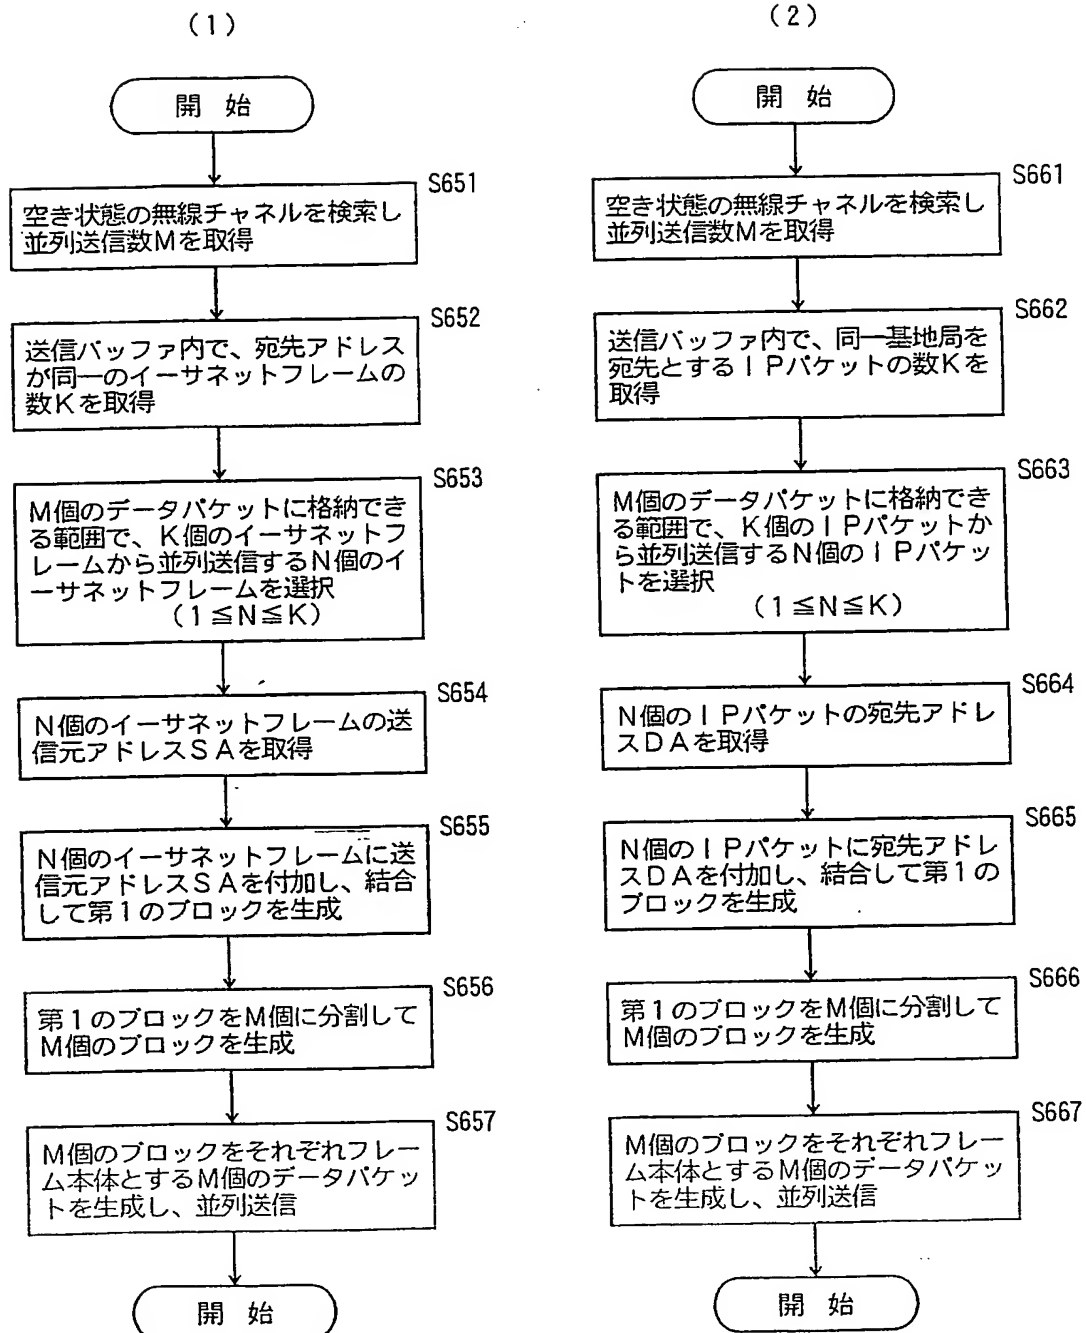 (1)
開 始
S651
空き状態の無線チャネルを検索し
並列送信数Mを取得
S652
送信バッファ内で、宛先アドレス
が同一のイーサネットフレームの
数Kを取得
S653
M個のデータパケットに格納でき
る範囲で、K個のイーサネットフ
レームから並列送信するN個のイ
ーサネットフレームを選択
(1≦N≦K)
S654
N個のイーサネットフレームの送
信元アドレスSAを取得
S655
N個のイーサネットフレームに送
信元アドレスSAを付加し、結合
して第1のブロックを生成
S656
第1のブロックをM個に分割して
M個のブロックを生成
S657
M個のブロックをそれぞれフレー
ム本体とするM個のデータパケッ
トを生成し、並列送信
開 始
(2)
開 始
S661
空き状態の無線チャネルを検索し
並列送信数Mを取得
S662
送信バッファ内で、同一基地局を
宛先とするIPパケットの数Kを
取得
S663
M個のデータパケットに格納でき
る範囲で、K個のIPパケットか
ら並列送信するN個のIPパケッ
トを選択
(1≦N≦K)
S664
N個のIPパケットの宛先アドレ
スDAを取得
S665
N個のIPパケットに宛先アドレ
スDAを付加し、結合して第1の
ブロックを生成
S666
第1のブロックをM個に分割して
M個のブロックを生成
S667
M個のブロックをそれぞれフレー
ム本体とするM個のデータパケッ
トを生成し、並列送信
開 始